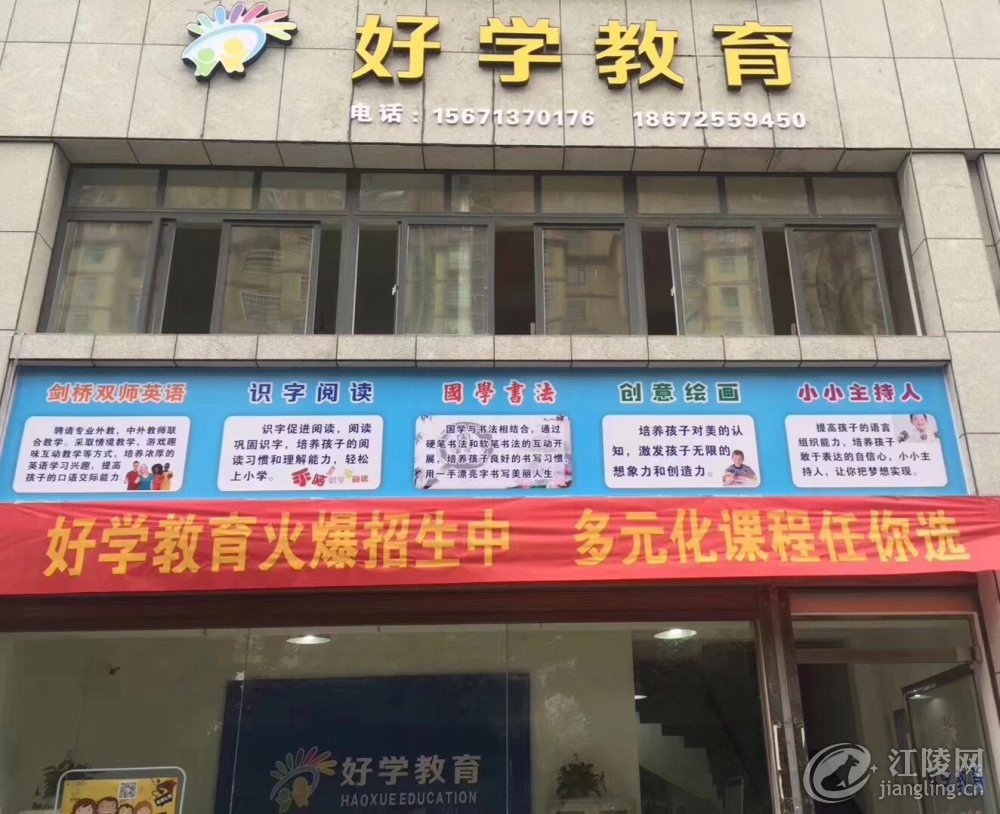 好学教育
电话：15671370176 18672559450
剑桥双师英语
聘请专业外教，中外教师联
合教学。采取情境教学，游戏趣
味互动教学等方式，培养浓厚的
英语学习兴趣，提高
孩子的口语交际能力
识字阅读
识字促进阅读，阅读
巩固识字，培养孩子的阅
读习惯和理解能力，轻松
上小学。
國學書法
国学与书法相结合，通过
硬笔书法和软笔书法的互动开
展，培养孩子良好的书写习惯
用一手漂亮字书写美丽人生
创意绘画
培养孩子对美的认
知，激发孩子无限的
想象力和创造力。
小小主持人
提高孩子的语言
组织能力，培养孩子
敢于表达的自信心，小小主
持人，让你把梦想实现。
好学教育火爆招生中 多元化课程任你选
好学教育
HAOXUE EDUCATION
江陵网
jiangling.cn